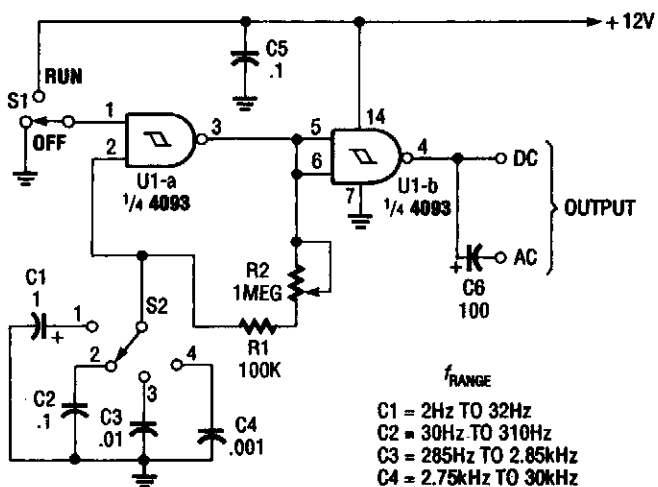 +12V
C5
.1
RUN
S1
OFF
1
2
3
U1-a
1/4 4093
5
6
14
4
7
U1-b
1/4 4093
DC
AC
OUTPUT
+
C6
100
R2
1MEG
R1
100K
C1
1
+
S2
1
2
3
4
C2
.1
C3
.01
C4
.001
fRANGE
C1 = 2Hz TO 32Hz
C2 = 30Hz TO 310Hz
C3 = 285Hz TO 2.85kHz
C4 = 2.75kHz TO 30kHz